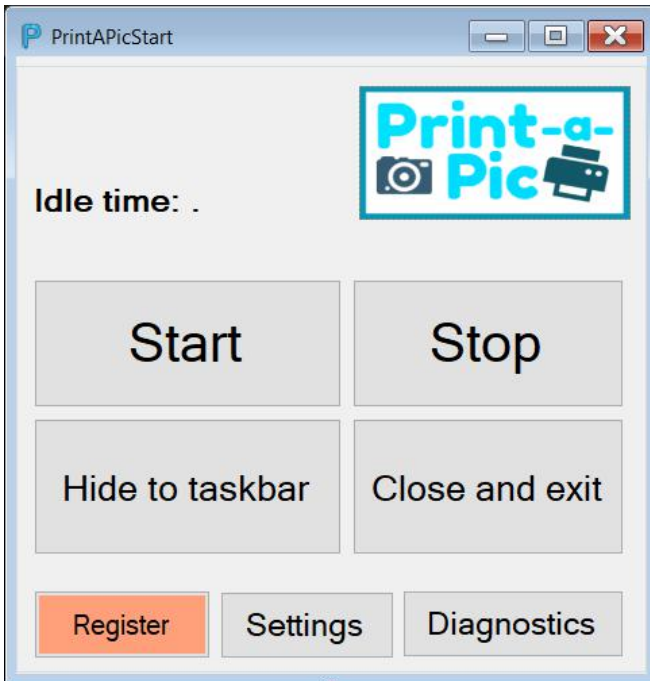 PrintAPicStart
Print-a-
Pic
Idle time: .
Start
Stop
Hide to taskbar
Close and exit
Register
Settings
Diagnostics